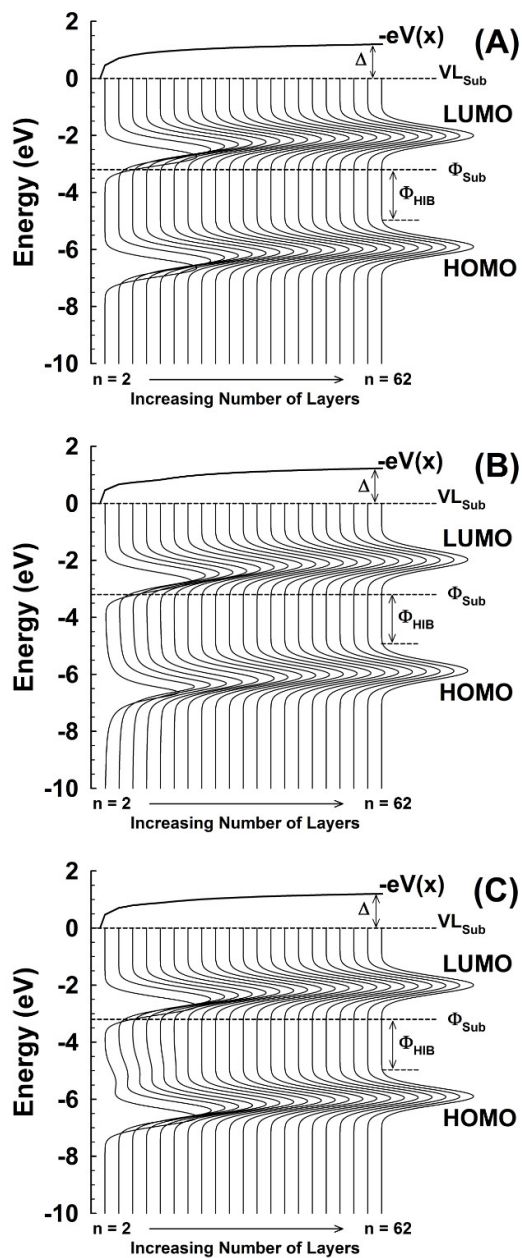 -eV(x)
(A)
Δ
2
0
-2
-4
-6
-8
-10
VL_Sub
LUMO
Φ_Sub
Φ_HIB
HOMO
Energy (eV)
n = 2
n = 62
Increasing Number of Layers
-eV(x)
(B)
Δ
2
0
-2
-4
-6
-8
-10
VL_Sub
LUMO
Φ_Sub
Φ_HIB
HOMO
Energy (eV)
n = 2
n = 62
Increasing Number of Layers
-eV(x)
(C)
Δ
2
0
-2
-4
-6
-8
-10
VL_Sub
LUMO
Φ_Sub
Φ_HIB
HOMO
Energy (eV)
n = 2
n = 62
Increasing Number of Layers